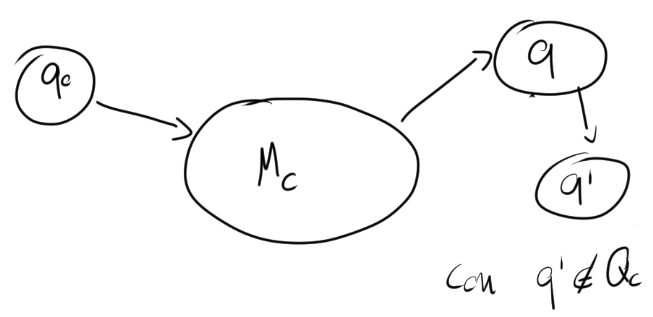 q₀
M_c
q
q'
con q' ∉ Q_c